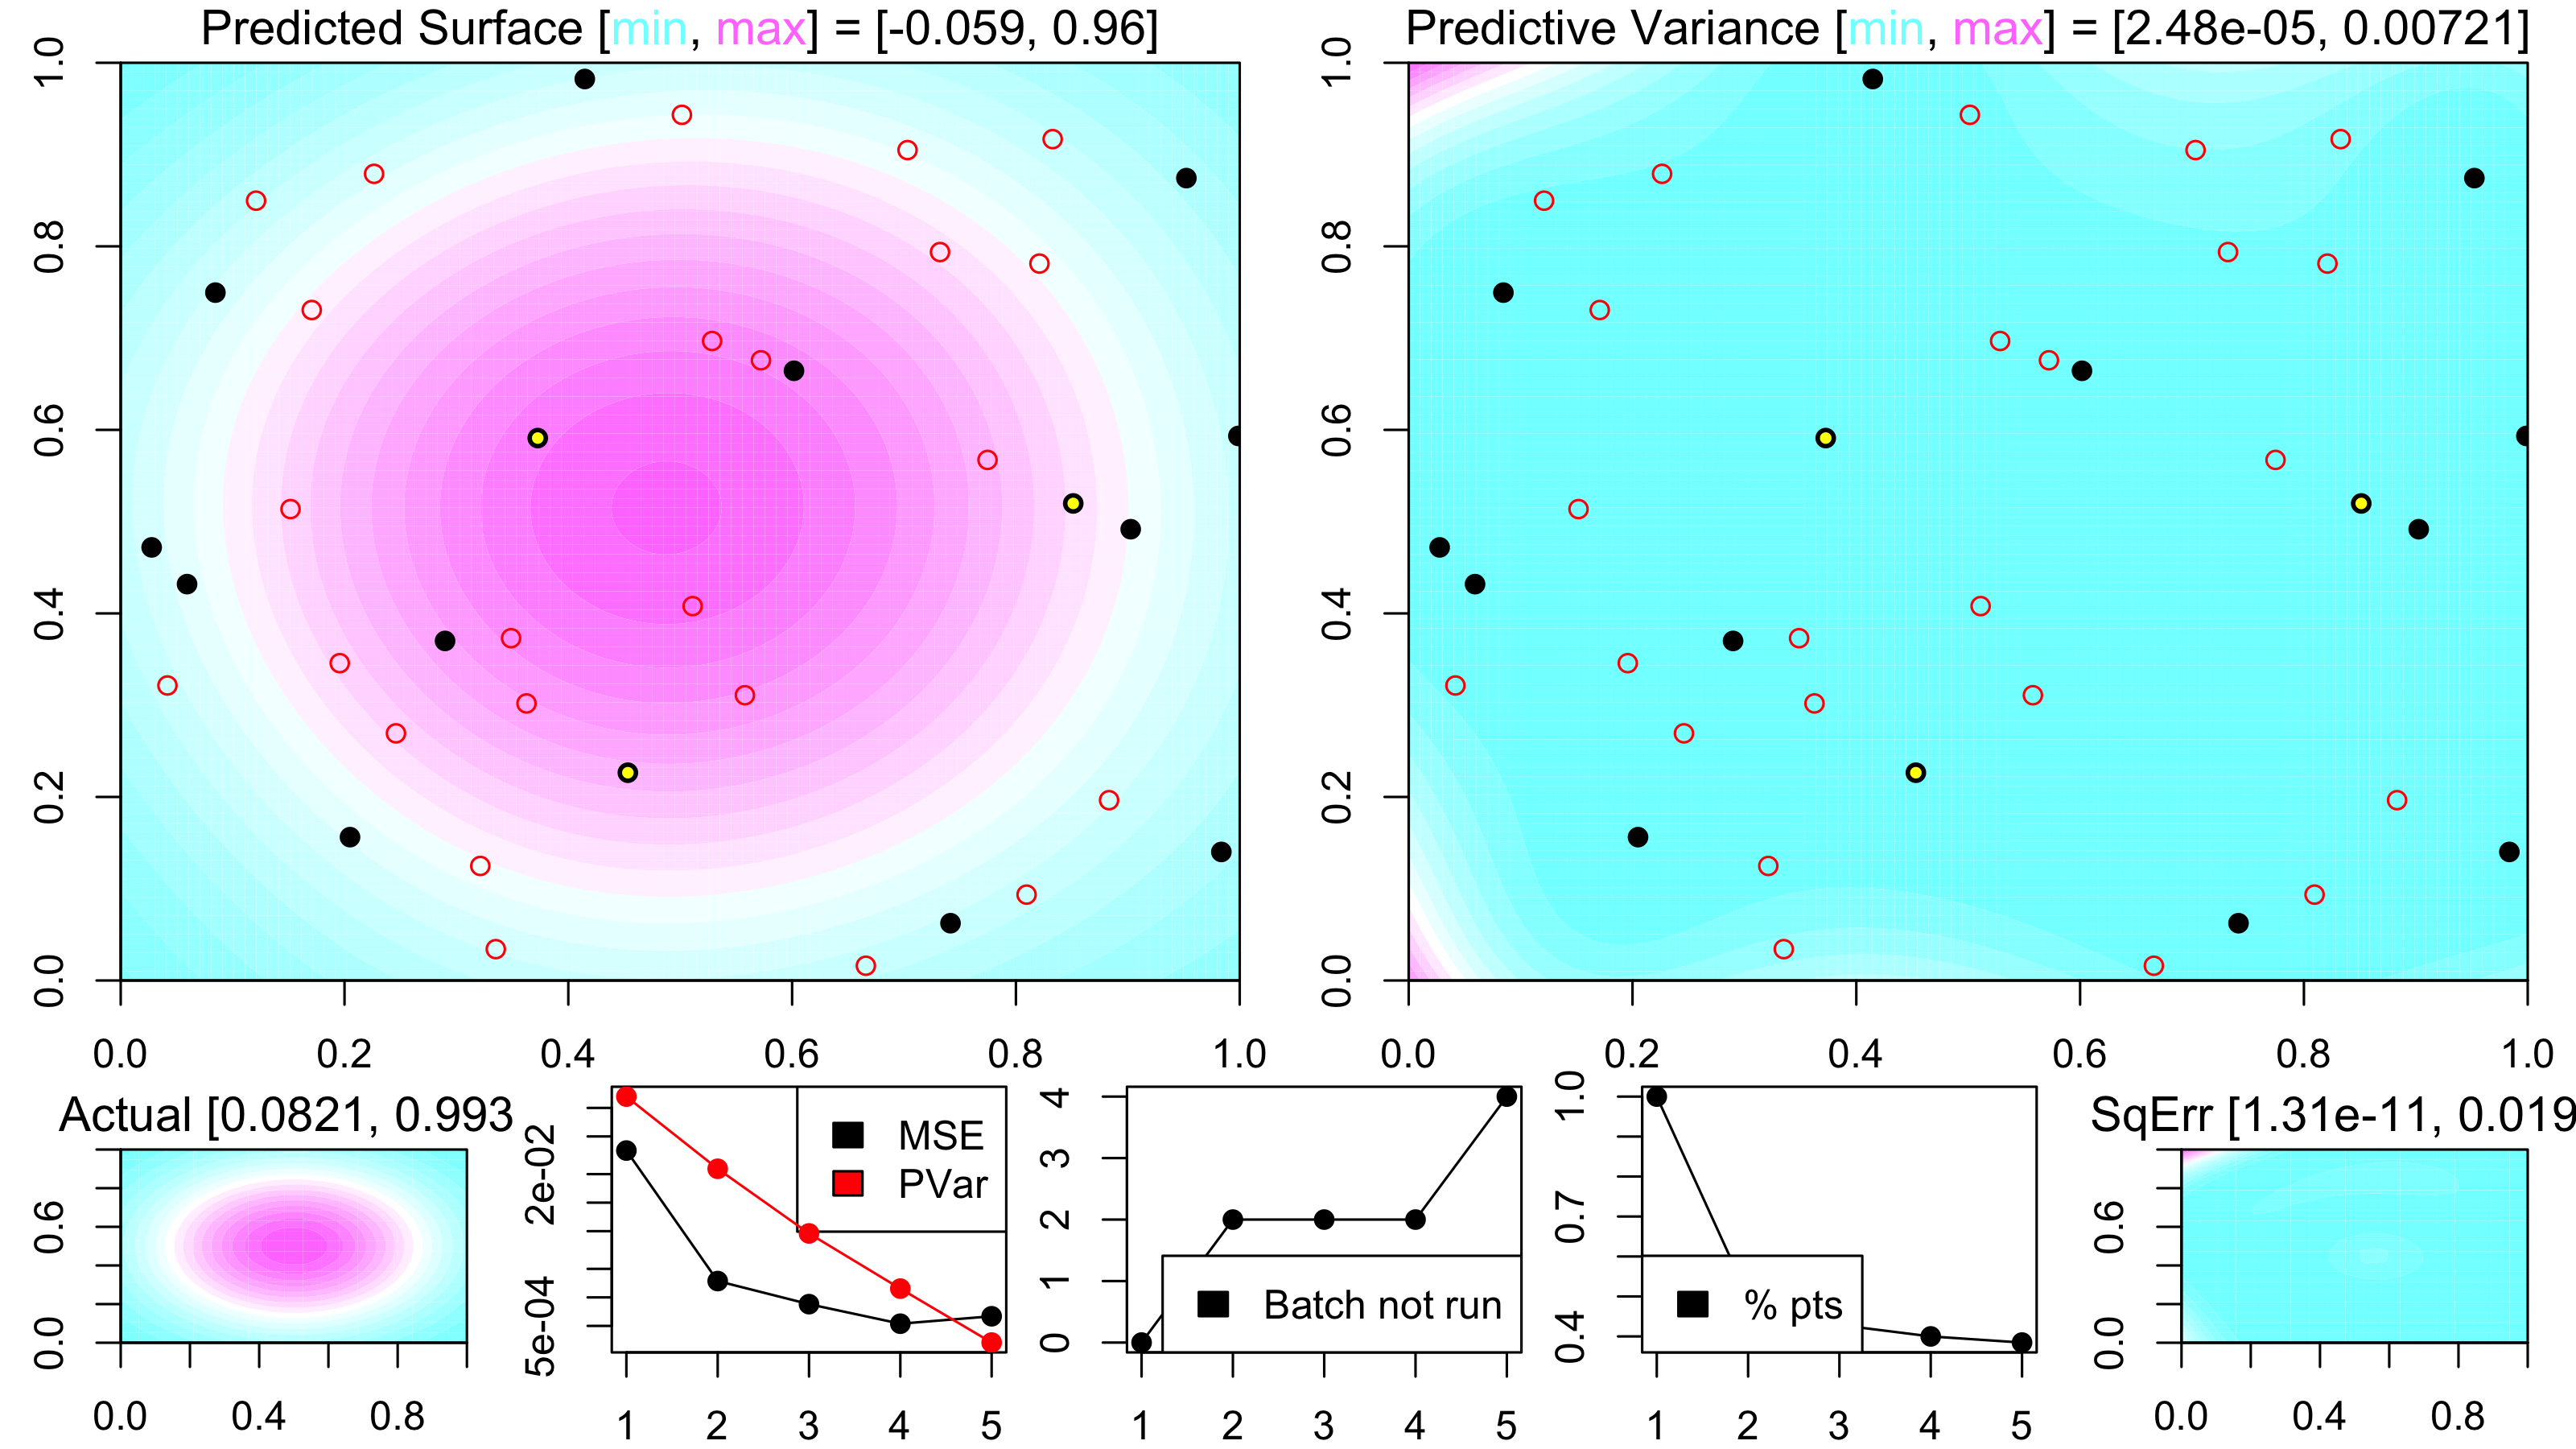 Predicted Surface [min, max] = [-0.059, 0.96]
1.0
0.8
0.6
0.4
0.2
0.0
0.0 0.2 0.4 0.6 0.8 1.0
Predictive Variance [min, max] = [2.48e-05, 0.00721]
1.0
0.8
0.6
0.4
0.2
0.0
0.0 0.2 0.4 0.6 0.8 1.0
Actual [0.0821, 0.993
0.6
0.0
0.0 0.4 0.8
2e-02
5e-04
MSE
PVar
1 2 3 4 5
4
3
2
1
0
Batch not run
1 2 3 4 5
1.0
0.7
0.4
% pts
1 2 3 4 5
SqErr [1.31e-11, 0.019
0.6
0.0
0.0 0.4 0.8